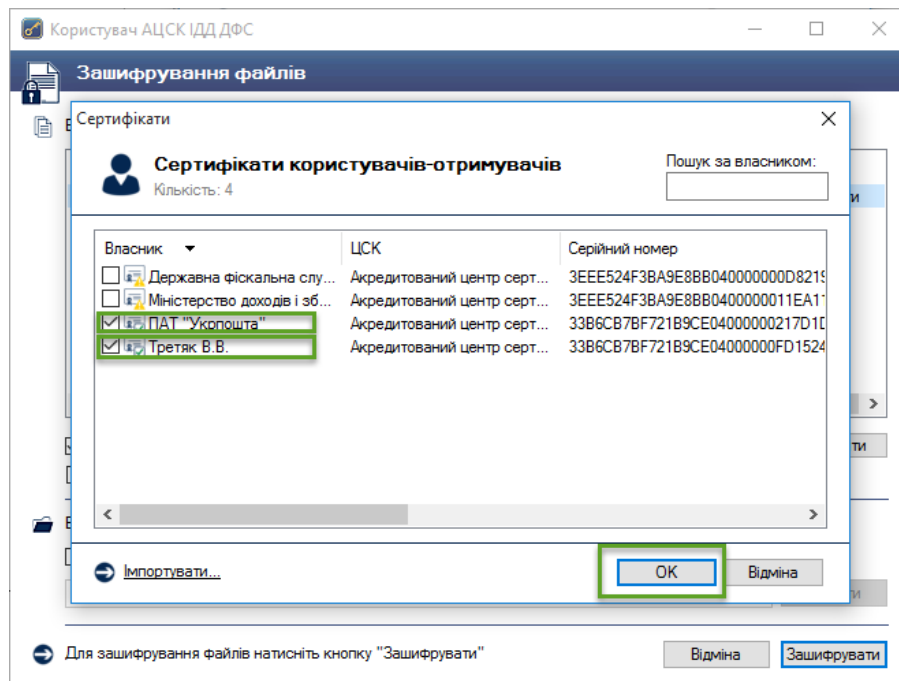 Користувач АЦСК ІДД ДФС
Зашифрування файлів
Сертифікати
Сертифікати користувачів-отримувачів
Кількість: 4
Пошук за власником:
Власник ЦСК Серійний номер
Державна фіскальна слу... Акредитований центр серт... 3EEE524F3BA9E8BB040000000D8219
Міністерство доходів і зб... Акредитований центр серт... 3EEE524F3BA9E8BB0400000011EA11
ПАТ "Укрпошта" Акредитований центр серт... 33B6CB7BF721B9CE04000000217D1D
Третяк В.В. Акредитований центр серт... 33B6CB7BF721B9CE04000000FD1524
Імпортувати...
OK
Відміна
Для зашифрування файлів натисніть кнопку "Зашифрувати"
Відміна
Зашифрувати